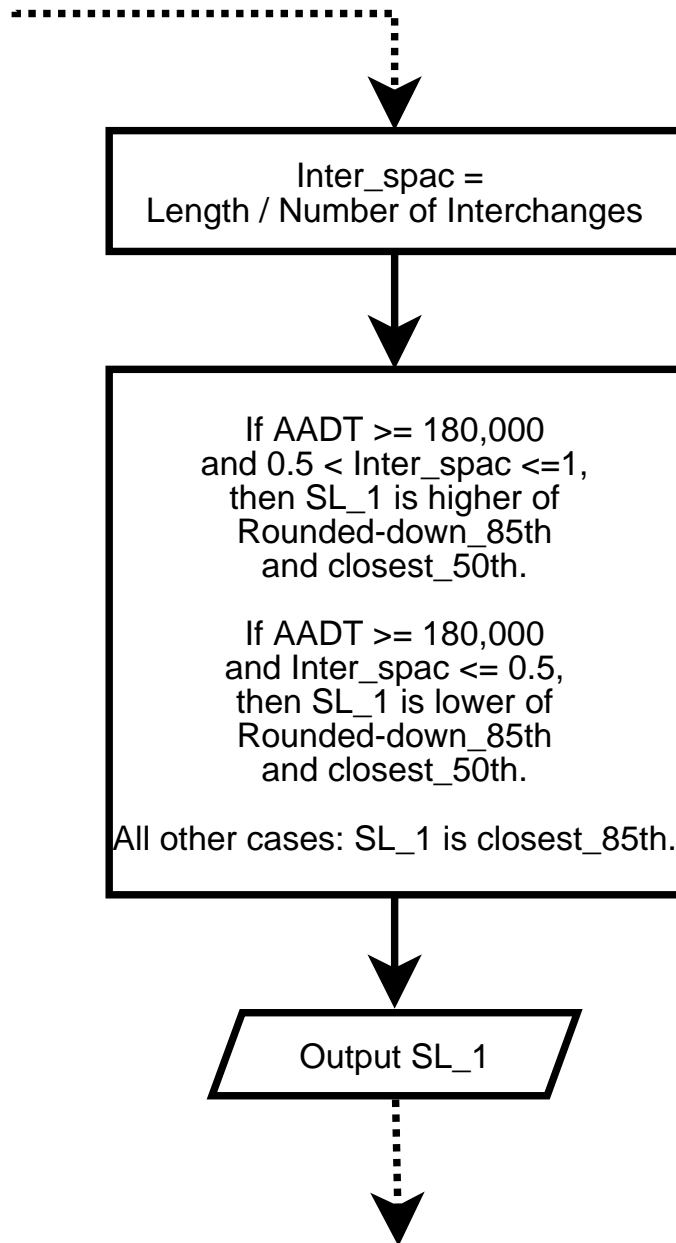 Inter_spac =
Length / Number of Interchanges
If AADT >= 180,000
and 0.5 < Inter_spac <=1,
then SL_1 is higher of
Rounded-down_85th
and closest_50th.
If AADT >= 180,000
and Inter_spac <= 0.5,
then SL_1 is lower of
Rounded-down_85th
and closest_50th.
All other cases: SL_1 is closest_85th.
Output SL_1